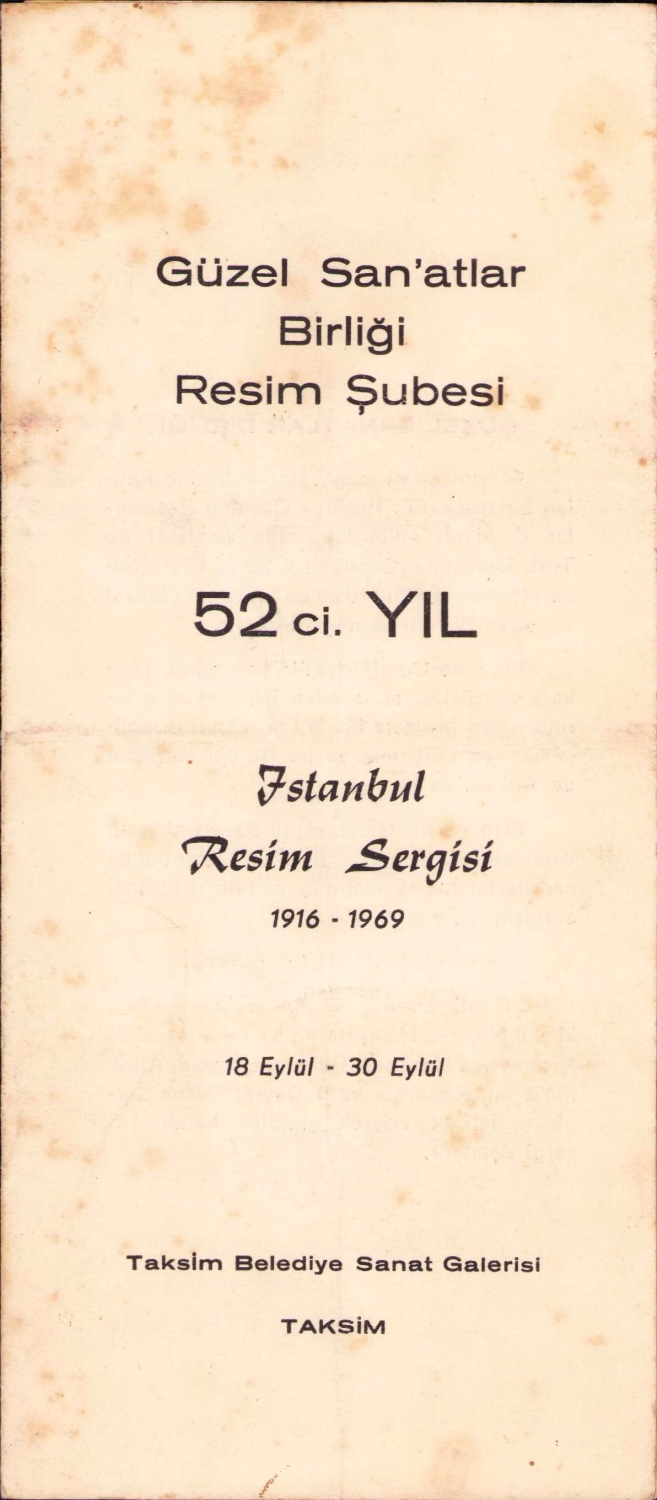 Güzel San'atlar
Birliği
Resim Şubesi
52 ci. YIL
İstanbul
Resim Sergisi
1916 - 1969
18 Eylül - 30 Eylül
Taksim Belediye Sanat Galerisi
TAKSİM